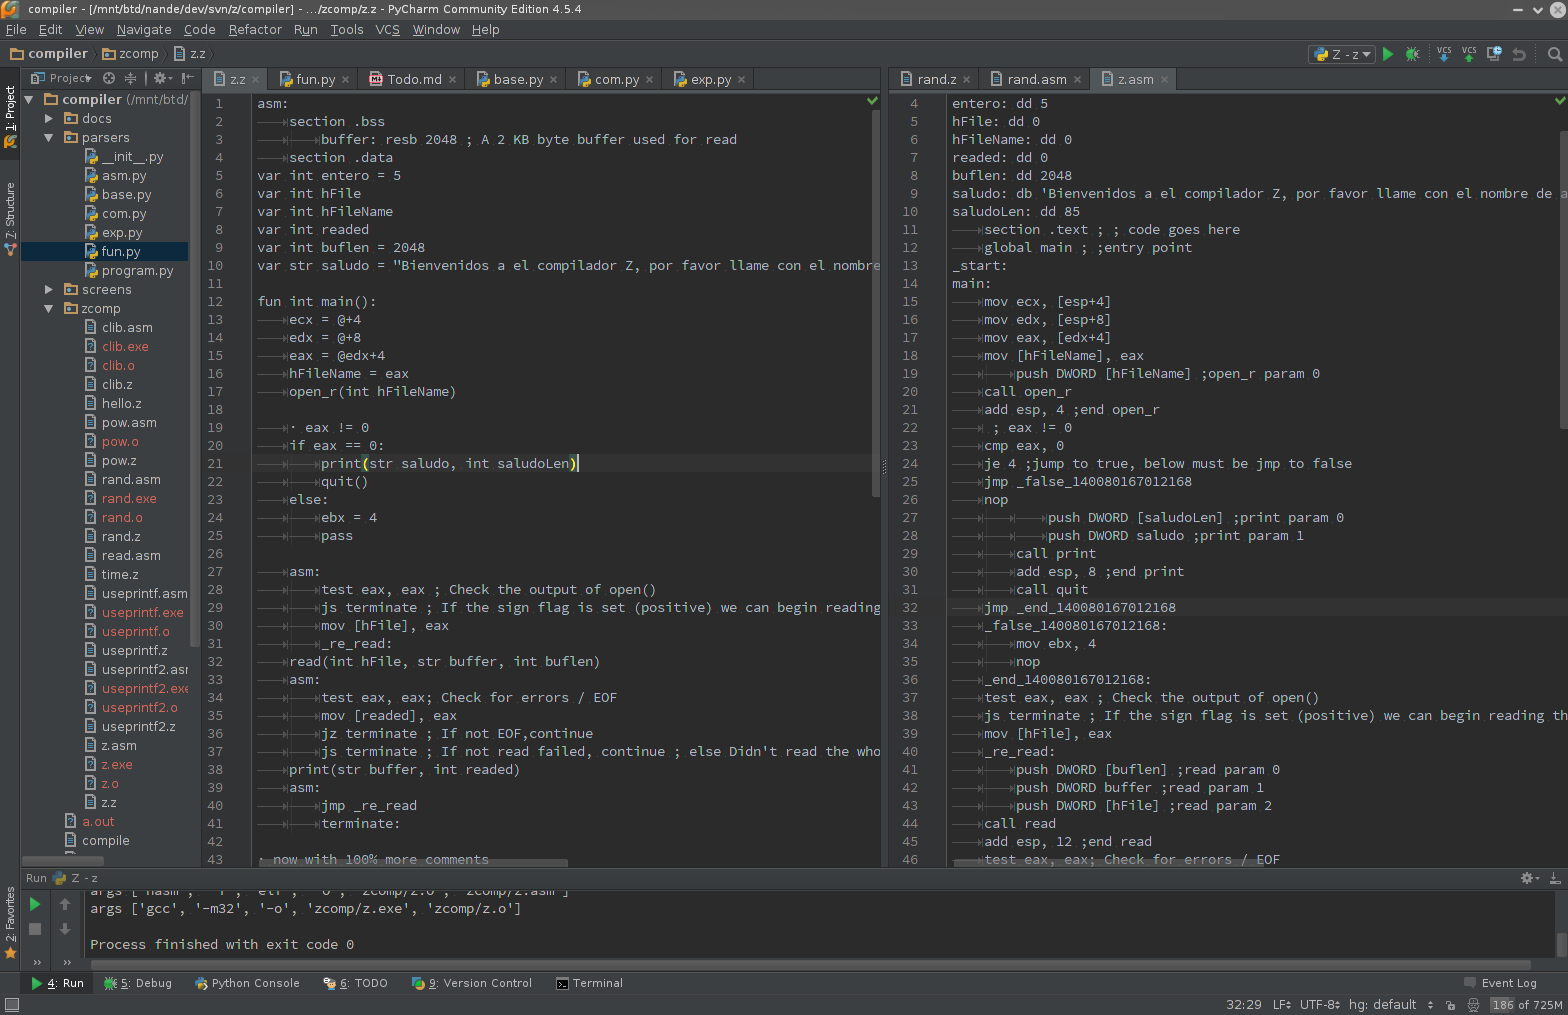 compiler - [/mnt/btd/nande/dev/svn/z/compiler] - .../zcomp/z.z - PyCharm Community Edition 4.5.4
File Edit View Navigate Code Refactor Run Tools VCS Window Help
compiler zcomp z.z
Z - z VCS VCS
1: Project
7: Structure
2: Favorites
Project
compiler (/mnt/btd/
docs
parsers
__init__.py
asm.py
base.py
com.py
exp.py
fun.py
program.py
screens
zcomp
clib.asm
clib.exe
clib.o
clib.z
hello.z
pow.asm
pow.o
pow.z
rand.asm
rand.exe
rand.o
rand.z
read.asm
time.z
useprintf.asm
useprintf.exe
useprintf.o
useprintf.z
useprintf2.asm
useprintf2.exe
useprintf2.o
useprintf2.z
z.asm
z.exe
z.o
z.z
a.out
compile
z.z fun.py Todo.md base.py com.py exp.py
1 asm:
2 section .bss
3 buffer: resb 2048 ; A 2 KB byte buffer used for read
4 section .data
5 var int entero = 5
6 var int hFile
7 var int hFileName
8 var int readed
9 var int buflen = 2048
10 var str saludo = "Bienvenidos a el compilador Z, por favor llame con el nombre
11
12 fun int main():
13 ecx = @+4
14 edx = @+8
15 eax = @edx+4
16 hFileName = eax
17 open_r(int hFileName)
18
19 · eax != 0
20 if eax == 0:
21 print(str saludo, int saludoLen)
22 quit()
23 else:
24 ebx = 4
25 pass
26
27 asm:
28 test eax, eax ; Check the output of open()
29 js terminate ; If the sign flag is set (positive) we can begin reading
30 mov [hFile], eax
31 _re_read:
32 read(int hFile, str buffer, int buflen)
33 asm:
34 test eax, eax; Check for errors / EOF
35 mov [readed], eax
36 jz terminate ; If not EOF,continue
37 js terminate ; If not read failed, continue ; else Didn't read the who
38 print(str buffer, int readed)
39 asm:
40 jmp _re_read
41 terminate:
42
43 · now with 100% more comments
rand.z rand.asm z.asm
4 entero: dd 5
5 hFile: dd 0
6 hFileName: dd 0
7 readed: dd 0
8 buflen: dd 2048
9 saludo: db 'Bienvenidos a el compilador Z, por favor llame con el nombre de a
10 saludoLen: dd 85
11 section .text ; ; code goes here
12 global main ; ;entry point
13 _start:
14 main:
15 mov ecx, [esp+4]
16 mov edx, [esp+8]
17 mov eax, [edx+4]
18 mov [hFileName], eax
19 push DWORD [hFileName] ;open_r param 0
20 call open_r
21 add esp, 4 ;end open_r
22 ; eax != 0
23 cmp eax, 0
24 je 4 ;jump to true, below must be jmp to false
25 jmp _false_140080167012168
26 nop
27 push DWORD [saludoLen] ;print param 0
28 push DWORD saludo ;print param 1
29 call print
30 add esp, 8 ;end print
31 call quit
32 jmp _end_140080167012168
33 _false_140080167012168:
34 mov ebx, 4
35 nop
36 _end_140080167012168:
37 test eax, eax ; Check the output of open()
38 js terminate ; If the sign flag is set (positive) we can begin reading th
39 mov [hFile], eax
40 _re_read:
41 push DWORD [buflen] ;read param 0
42 push DWORD buffer ;read param 1
43 push DWORD [hFile] ;read param 2
44 call read
45 add esp, 12 ;end read
46 test eax, eax; Check for errors / EOF
Run Z - z
args ['nasm', '-f', 'elf', '-o', 'zcomp/z.o', 'zcomp/z.asm']
args ['gcc', '-m32', '-o', 'zcomp/z.exe', 'zcomp/z.o']
Process finished with exit code 0
4: Run 5: Debug Python Console 6: TODO 9: Version Control Terminal Event Log
32:29 LF UTF-8 hg: default 186 of 725M